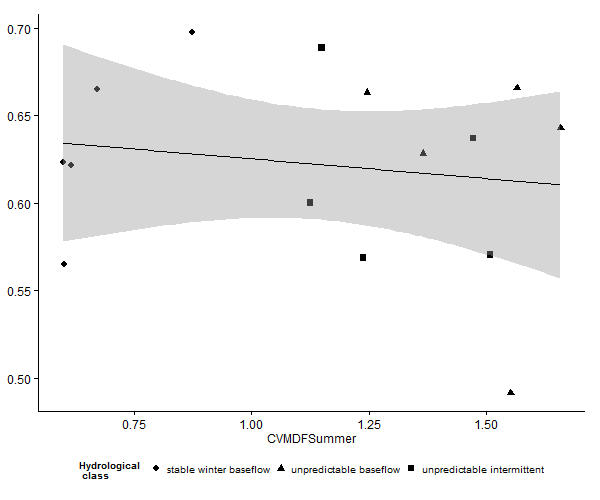 0.70
0.65
0.60
0.55
0.50
0.75 1.00 1.25 1.50
CVMDFSummer
Hydrological
class
stable winter baseflow unpredictable baseflow unpredictable intermittent